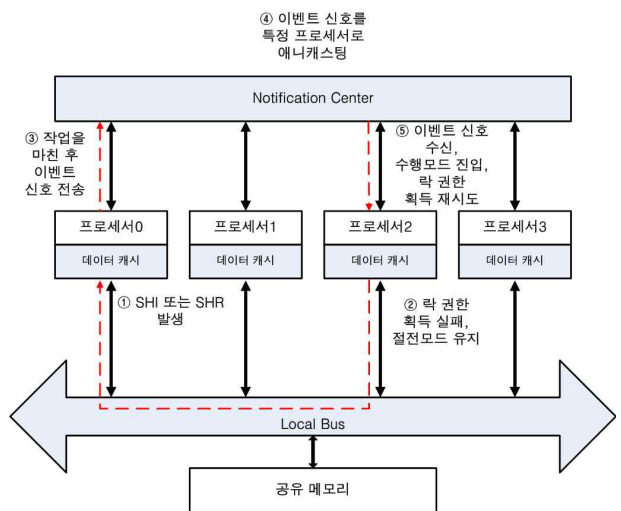 ④ 이벤트 신호를
특정 프로세서로
애니캐스팅
Notification Center
③ 작업을
마친 후
이벤트
신호 전송
⑤ 이벤트 신호
수신,
수행모드 진입,
락 권한
획득 재시도
프로세서0
데이터 캐시
프로세서1
데이터 캐시
프로세서2
데이터 캐시
프로세서3
데이터 캐시
① SHI 또는 SHR
발생
② 락 권한
획득 실패,
절전모드 유지
Local Bus
공유 메모리